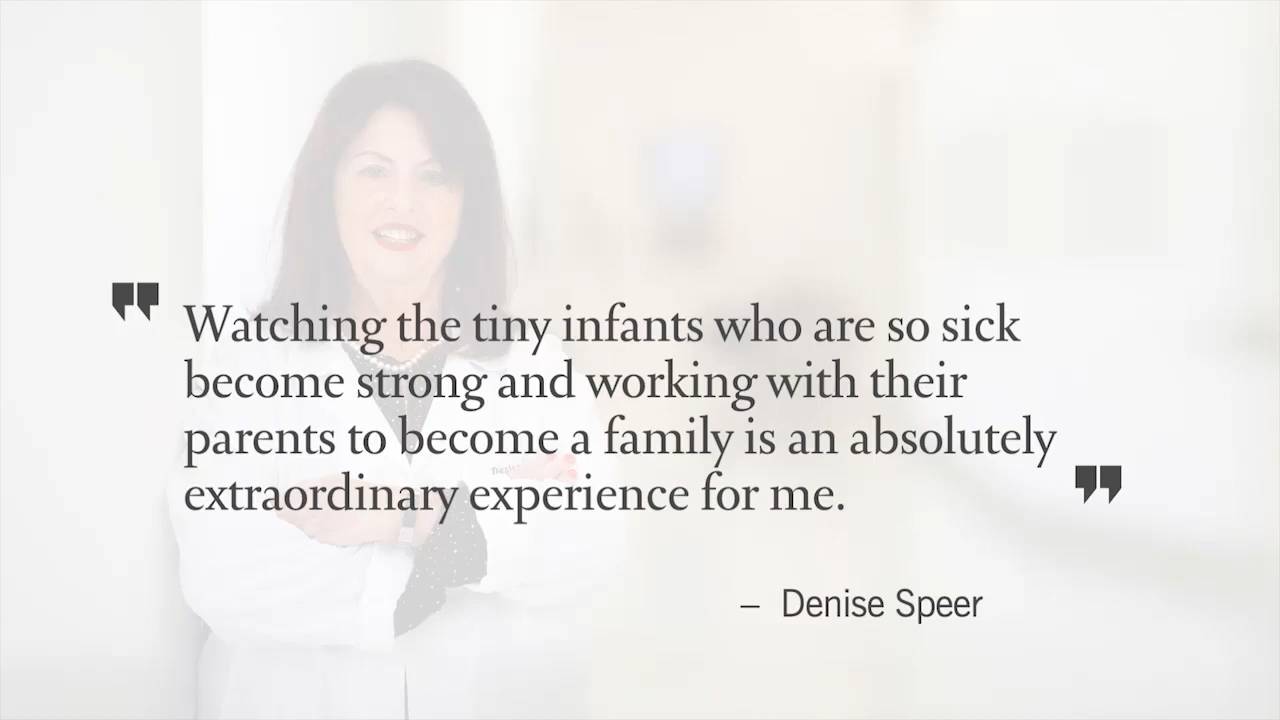 " Watching the tiny infants who are so sick
become strong and working with their
parents to become a family is an absolutely
extraordinary experience for me. "
– Denise Speer